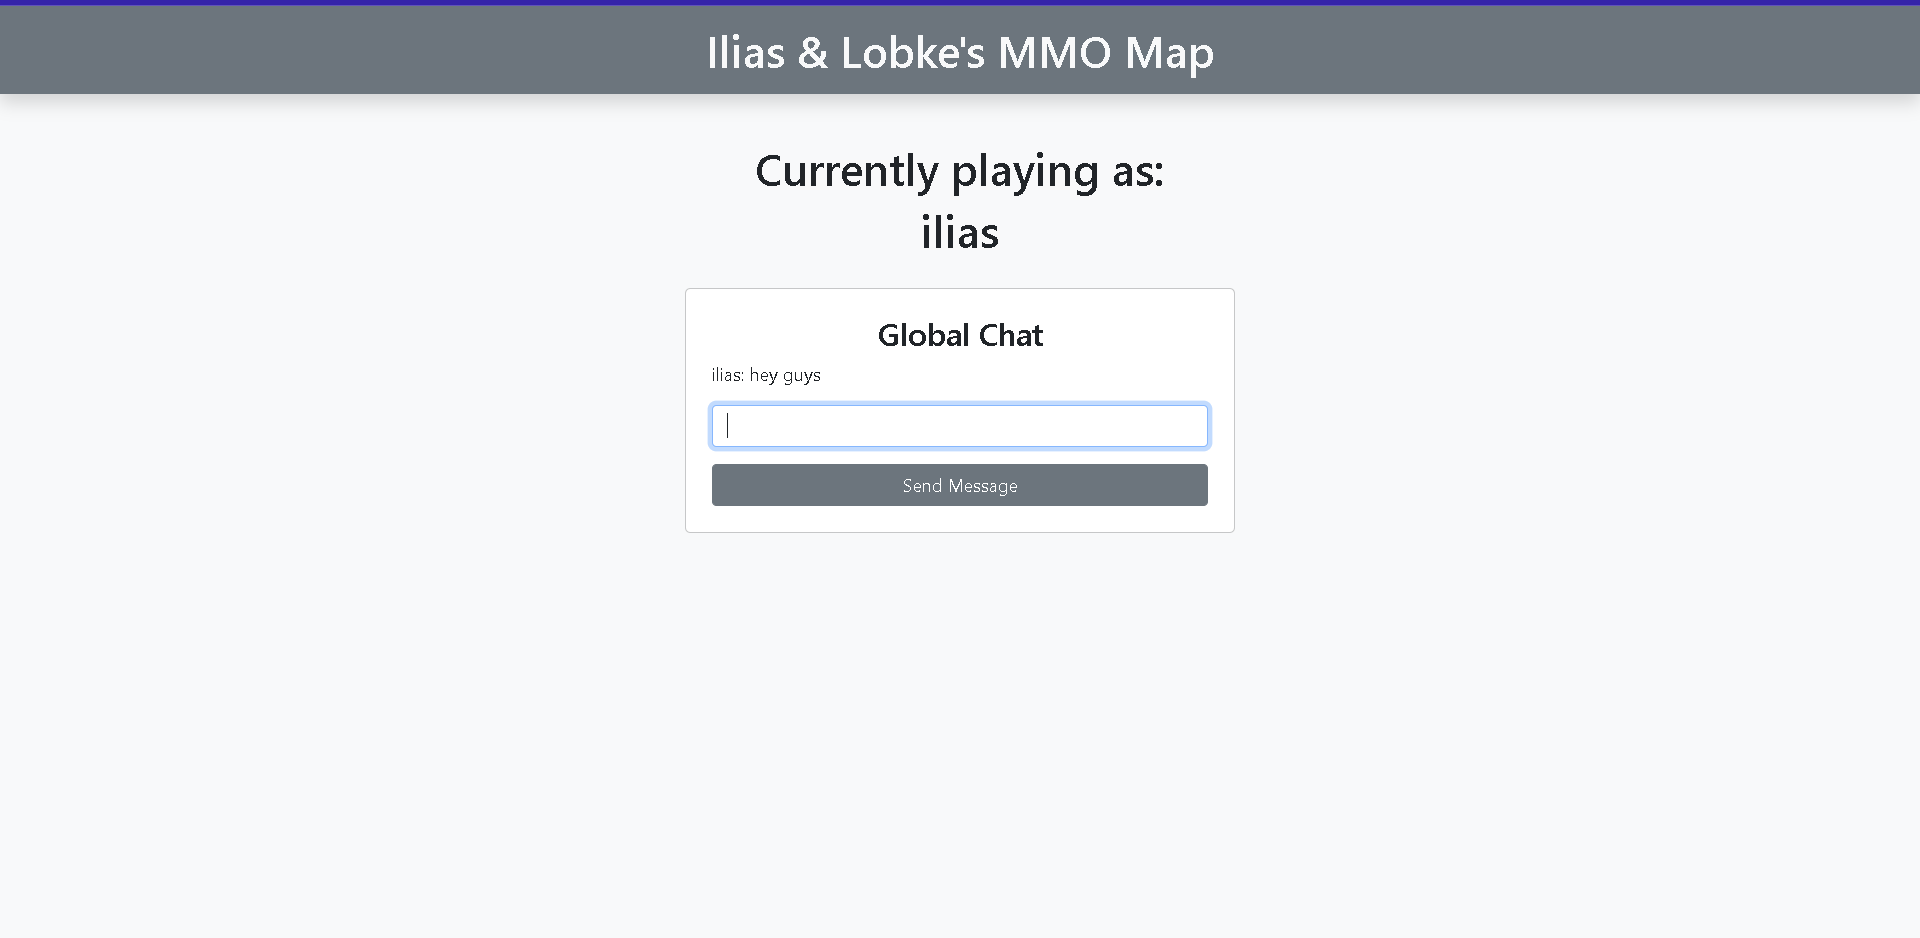 Ilias & Lobke's MMO Map
Currently playing as:
ilias
Global Chat
ilias: hey guys
Send Message